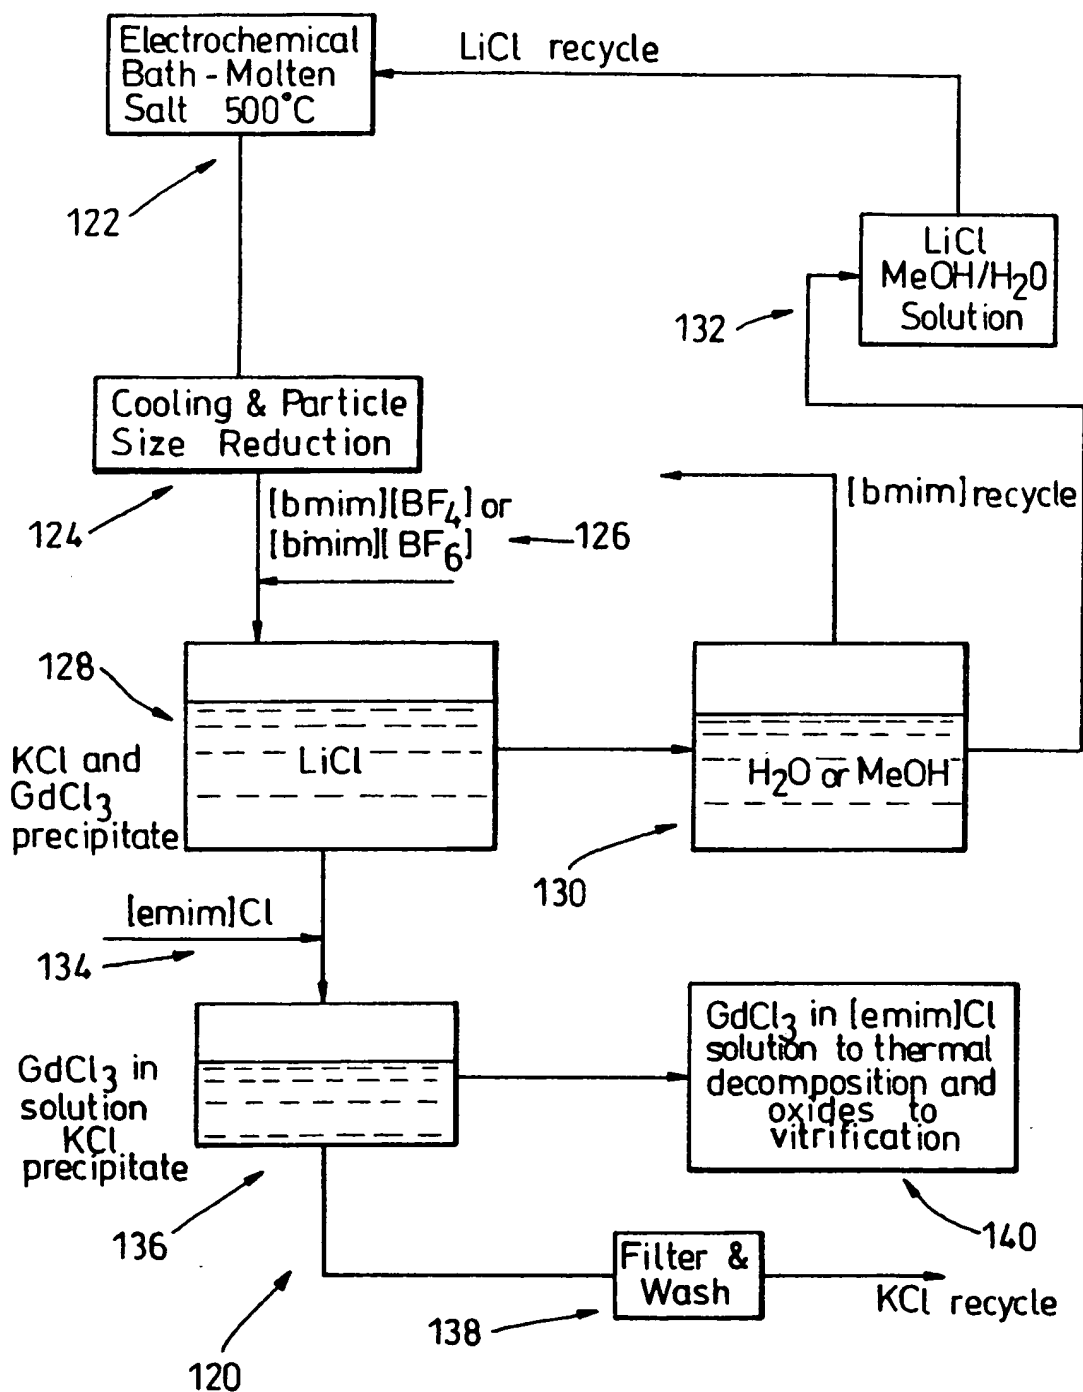 Electrochemical
Bath-Molten
Salt 500°C
LiCl recycle
122
LiCl
MeOH/H2O
Solution
132
Cooling & Particle
Size Reduction
124
[bmim][BF4] or
[bmim][BF6]
126
[bmim] recycle
128
KCl and
GdCl3
precipitate
LiCl
H2O or MeOH
130
[emim]Cl
134
GdCl3 in
solution
KCl
precipitate
136
GdCl3 in [emim]Cl
solution to thermal
decomposition and
oxides to
vitrification
140
Filter &
Wash
138
KCl recycle
120